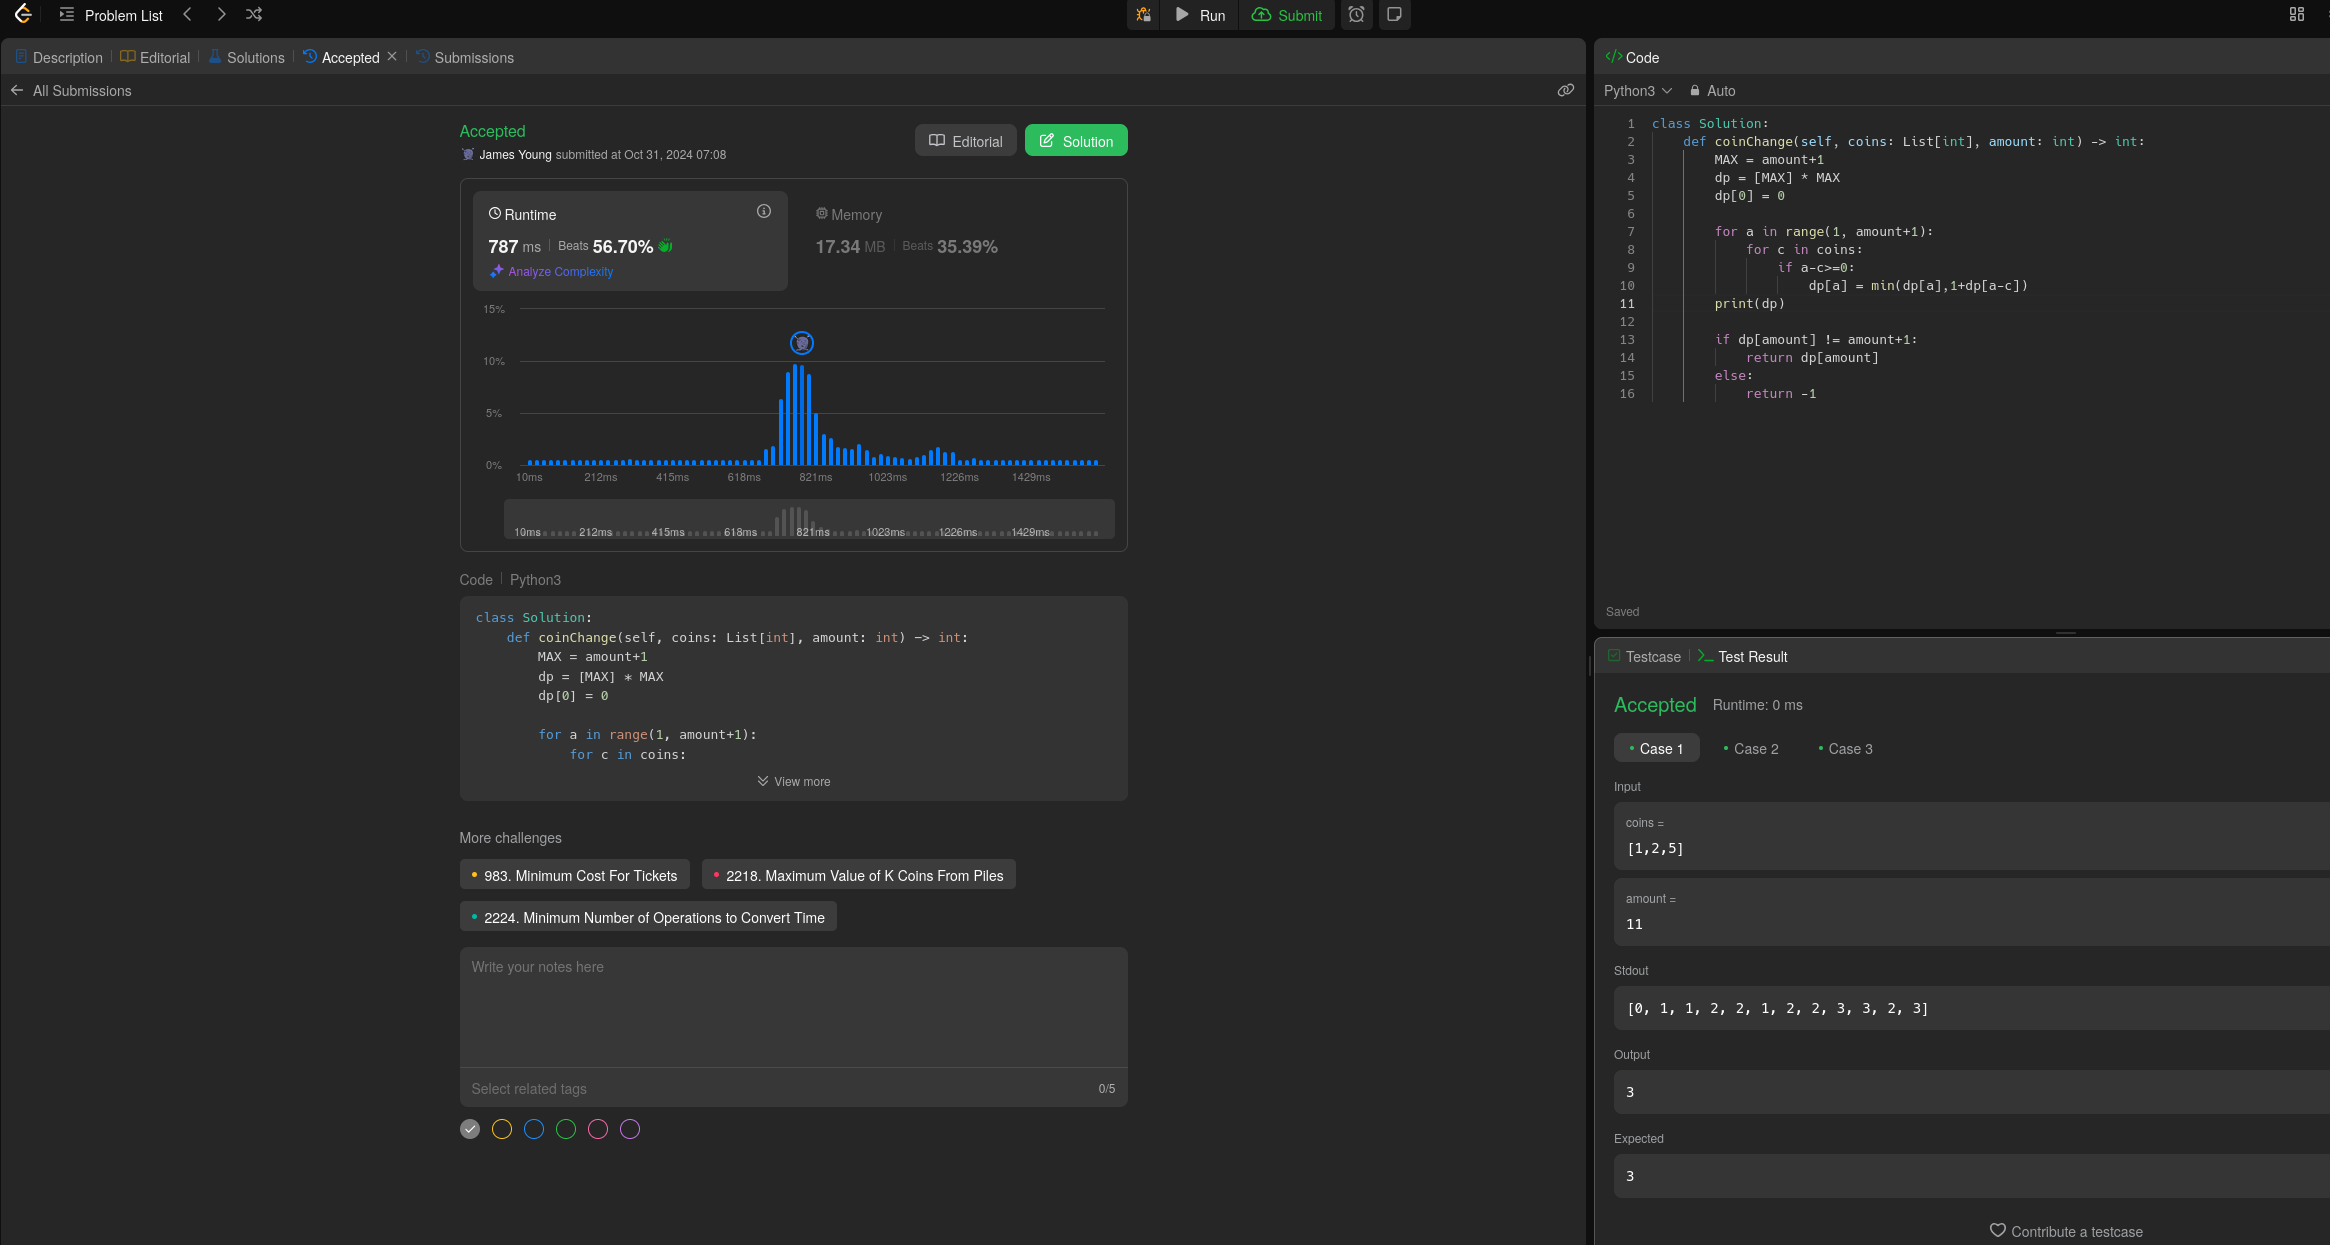 Problem List
Run
Submit
Description
Editorial
Solutions
Accepted
Submissions
All Submissions
Accepted
James Young submitted at Oct 31, 2024 07:08
Editorial
Solution
Runtime
787 ms
Beats 56.70%
Analyze Complexity
Memory
17.34 MB
Beats 35.39%
15%
10%
5%
0%
10ms 212ms 415ms 618ms 821ms 1023ms 1226ms 1429ms
10ms 212ms 415ms 618ms 821ms 1023ms 1226ms 1429ms
Code
Python3
class Solution:
    def coinChange(self, coins: List[int], amount: int) -> int:
        MAX = amount+1
        dp = [MAX] * MAX
        dp[0] = 0
        for a in range(1, amount+1):
            for c in coins:
View more
More challenges
983. Minimum Cost For Tickets
2218. Maximum Value of K Coins From Piles
2224. Minimum Number of Operations to Convert Time
Write your notes here
Select related tags
0/5
Code
Python3
Auto
1 class Solution:
2     def coinChange(self, coins: List[int], amount: int) -> int:
3         MAX = amount+1
4         dp = [MAX] * MAX
5         dp[0] = 0
6
7         for a in range(1, amount+1):
8             for c in coins:
9                 if a-c>=0:
10                     dp[a] = min(dp[a],1+dp[a-c])
11         print(dp)
12
13         if dp[amount] != amount+1:
14             return dp[amount]
15         else:
16             return -1
Saved
Testcase
Test Result
Accepted
Runtime: 0 ms
Case 1
Case 2
Case 3
Input
coins =
[1,2,5]
amount =
11
Stdout
[0, 1, 1, 2, 2, 1, 2, 2, 3, 3, 2, 3]
Output
3
Expected
3
Contribute a testcase